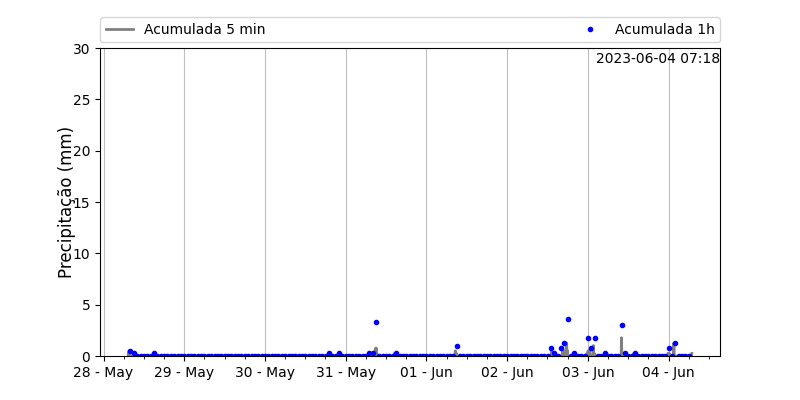 Acumulada 5 min Acumulada 1h
2023-06-04 07:18
Precipitação (mm)
30
25
20
15
10
5
0
28 - May 29 - May 30 - May 31 - May 01 - Jun 02 - Jun 03 - Jun 04 - Jun